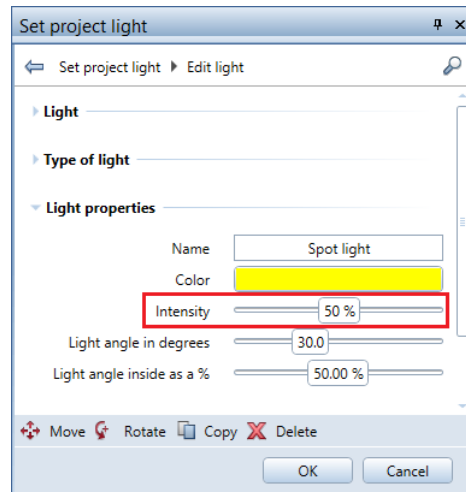 Set project light
Set project light Edit light
Light
Type of light
Light properties
Name Spot light
Color
Intensity 50 %
Light angle in degrees 30.0
Light angle inside as a % 50.00 %
Move Rotate Copy Delete
OK Cancel